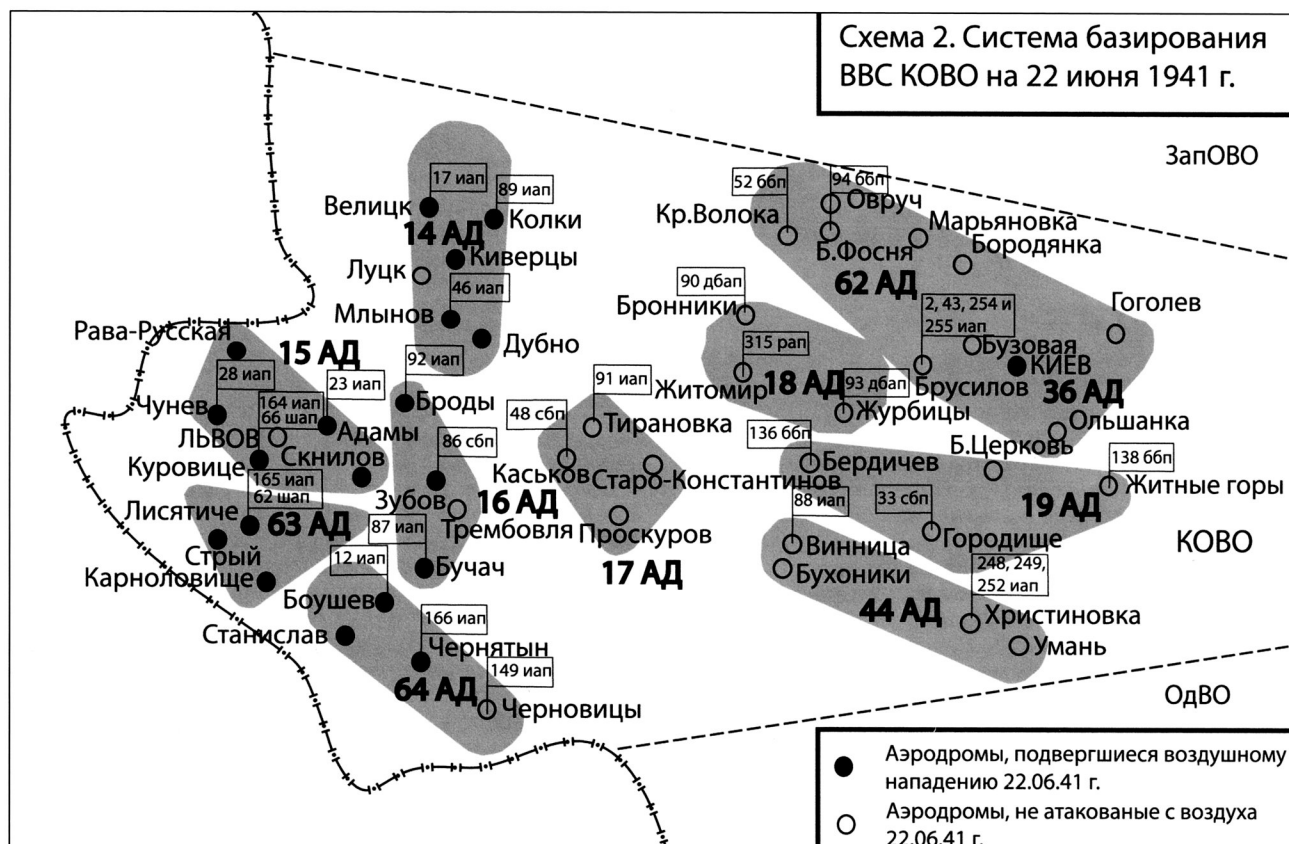 Схема 2. Система базирования
ВВС КОВО на 22 июня 1941 г.
ЗапОВО
17 иап
89 иап
Велицк
Колки
14 АД
Киверцы
Луцк
46 иап
Млынов
Дубно
52 ббп
94 ббп
Овруч
Кр.Волока
Б.Фосня
Марьяновка
Бородянка
62 АД
Гоголев
90 дбап
Бронники
2, 43, 254 и
255 иап
Бузовая
КИЕВ
Брусилов
36 АД
Ольшанка
315 рап
Житомир
18 АД
93 дбап
Журбицы
Рава-Русская
15 АД
28 иап
23 иап
Чунев
164 иап
66 шап
ЛЬВОВ
Адамы
Куровице
Скнилов
92 иап
Броды
86 сбп
Зубов
16 АД
Трембовля
87 иап
Бучач
91 иап
Тирановка
48 сбп
Каськов
Старо-Константинов
Проскуров
17 АД
136 ббп
Бердичев
Б.Церковь
138 ббп
Житные горы
19 АД
33 сбп
Городище
КОВО
165 иап
62 шап
Лисятиче
63 АД
Стрый
Карноловище
88 иап
Винница
Бухоники
248, 249,
252 иап
44 АД
Христиновка
Умань
12 иап
Боушев
Станислав
166 иап
Чернятын
64 АД
149 иап
Черновицы
ОдВО
Аэродромы, подвергшиеся воздушному
нападению 22.06.41 г.
Аэродромы, не атакованые с воздуха
22.06.41 г.